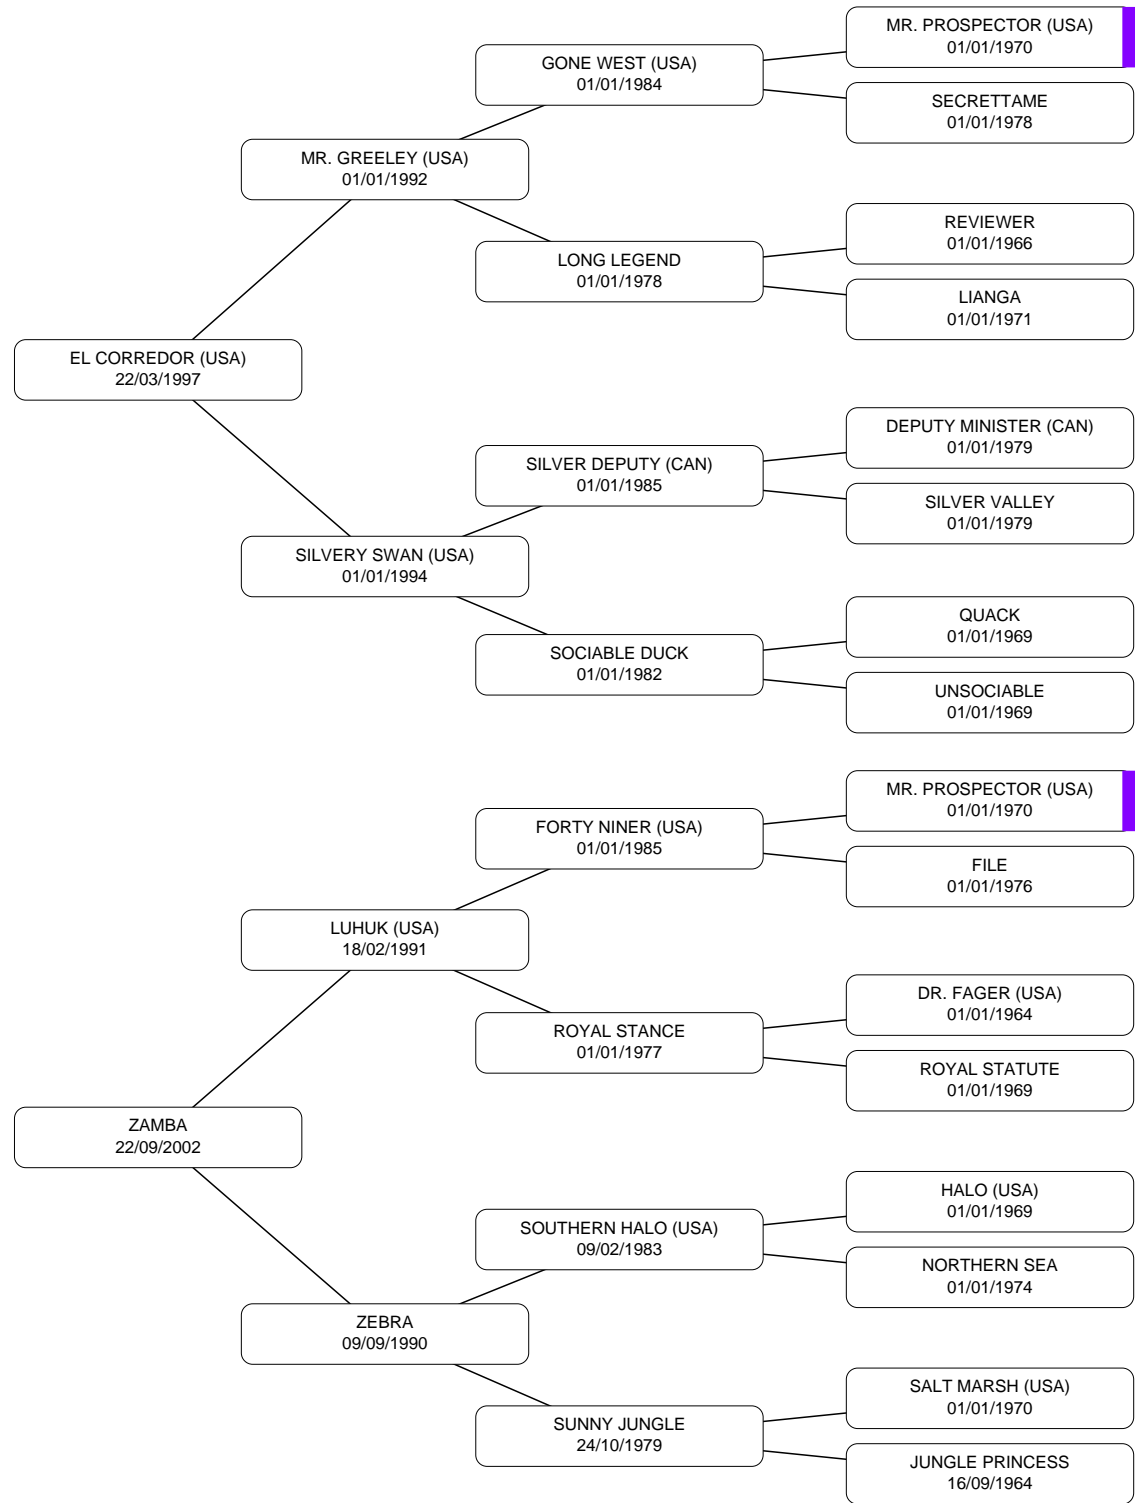 MR. PROSPECTOR (USA)
01/01/1970
GONE WEST (USA)
01/01/1984
SECRETTAME
01/01/1978
MR. GREELEY (USA)
01/01/1992
REVIEWER
01/01/1966
LONG LEGEND
01/01/1978
LIANGA
01/01/1971
EL CORREDOR (USA)
22/03/1997
DEPUTY MINISTER (CAN)
01/01/1979
SILVER DEPUTY (CAN)
01/01/1985
SILVER VALLEY
01/01/1979
SILVERY SWAN (USA)
01/01/1994
QUACK
01/01/1969
SOCIABLE DUCK
01/01/1982
UNSOCIABLE
01/01/1969
MR. PROSPECTOR (USA)
01/01/1970
FORTY NINER (USA)
01/01/1985
FILE
01/01/1976
LUHUK (USA)
18/02/1991
DR. FAGER (USA)
01/01/1964
ROYAL STANCE
01/01/1977
ROYAL STATUTE
01/01/1969
ZAMBA
22/09/2002
HALO (USA)
01/01/1969
SOUTHERN HALO (USA)
09/02/1983
NORTHERN SEA
01/01/1974
ZEBRA
09/09/1990
SALT MARSH (USA)
01/01/1970
SUNNY JUNGLE
24/10/1979
JUNGLE PRINCESS
16/09/1964